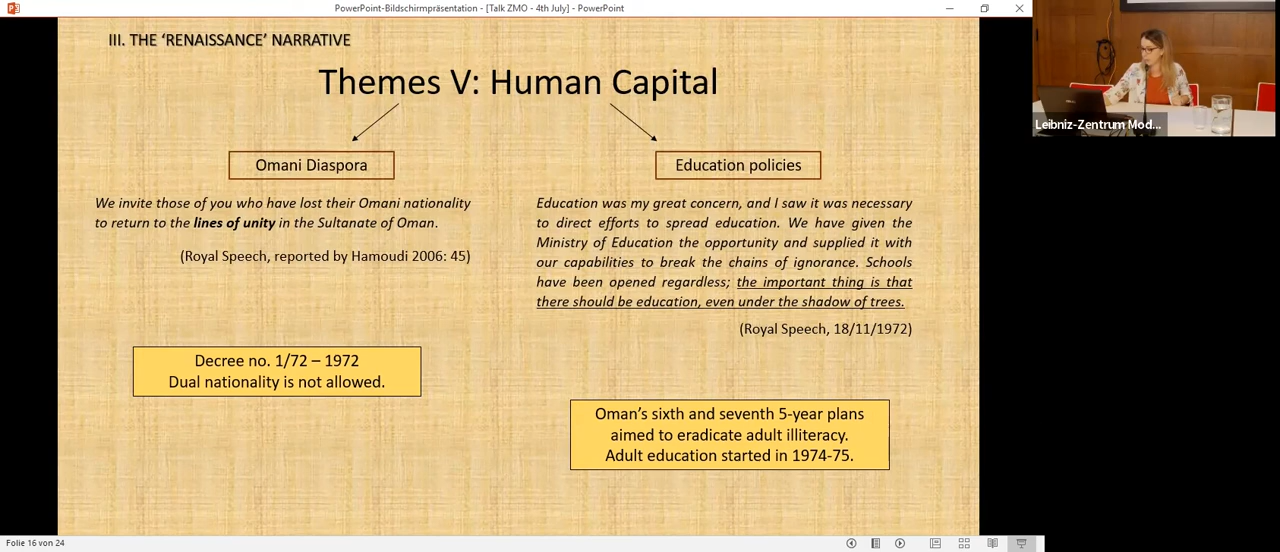 PowerPoint-Bildschirmpräsentation - [Talk ZMO - 4th July] - PowerPoint
III. THE ‘RENAISSANCE’ NARRATIVE
Themes V: Human Capital
Omani Diaspora
We invite those of you who have lost their Omani nationality
to return to the lines of unity in the Sultanate of Oman.
(Royal Speech, reported by Hamoudi 2006: 45)
Decree no. 1/72 – 1972
Dual nationality is not allowed.
Education policies
Education was my great concern, and I saw it was necessary
to direct efforts to spread education. We have given the
Ministry of Education the opportunity and supplied it with
our capabilities to break the chains of ignorance. Schools
have been opened regardless; the important thing is that
there should be education, even under the shadow of trees.
(Royal Speech, 18/11/1972)
Oman’s sixth and seventh 5-year plans
aimed to eradicate adult illiteracy.
Adult education started in 1974-75.
Leibniz-Zentrum Mod...
Folie 16 von 24